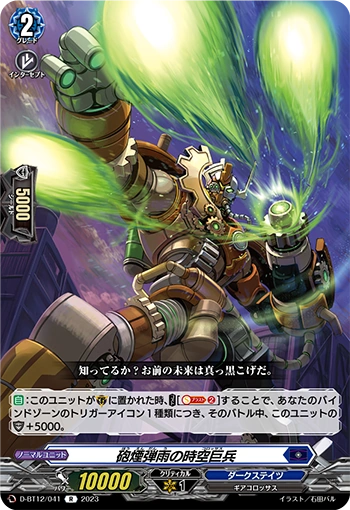 2
グレード
インターセプト
5000
シールド
知ってるか？お前の未来は真っ黒こげだ。
自：このユニットがGに置かれた時、【カウンターブラスト2】することで、あなたのバイ
ンドゾーンのトリガーアイコン１種類につき、そのバトル中、このユニットの
+5000。
ノーマルユニット
砲煙弾雨の時空巨兵
パワー
10000
クリティカル
1
ダークステイツ
ギアコロッサス
D-BT12/041
R
2023
イラスト／石田バル